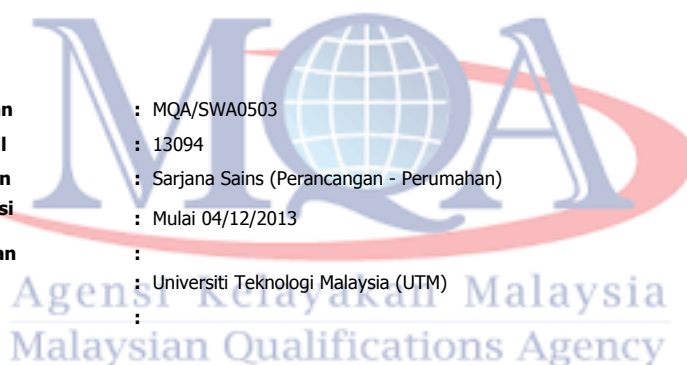 MQA
an : MQA/SWA0503
l : 13094
n : Sarjana Sains (Perancangan - Perumahan)
si
: Mulai 04/12/2013
an :
: Universiti Teknologi Malaysia (UTM)
:
Agensi Kelayakan Malaysia
Malaysian Qualifications Agency